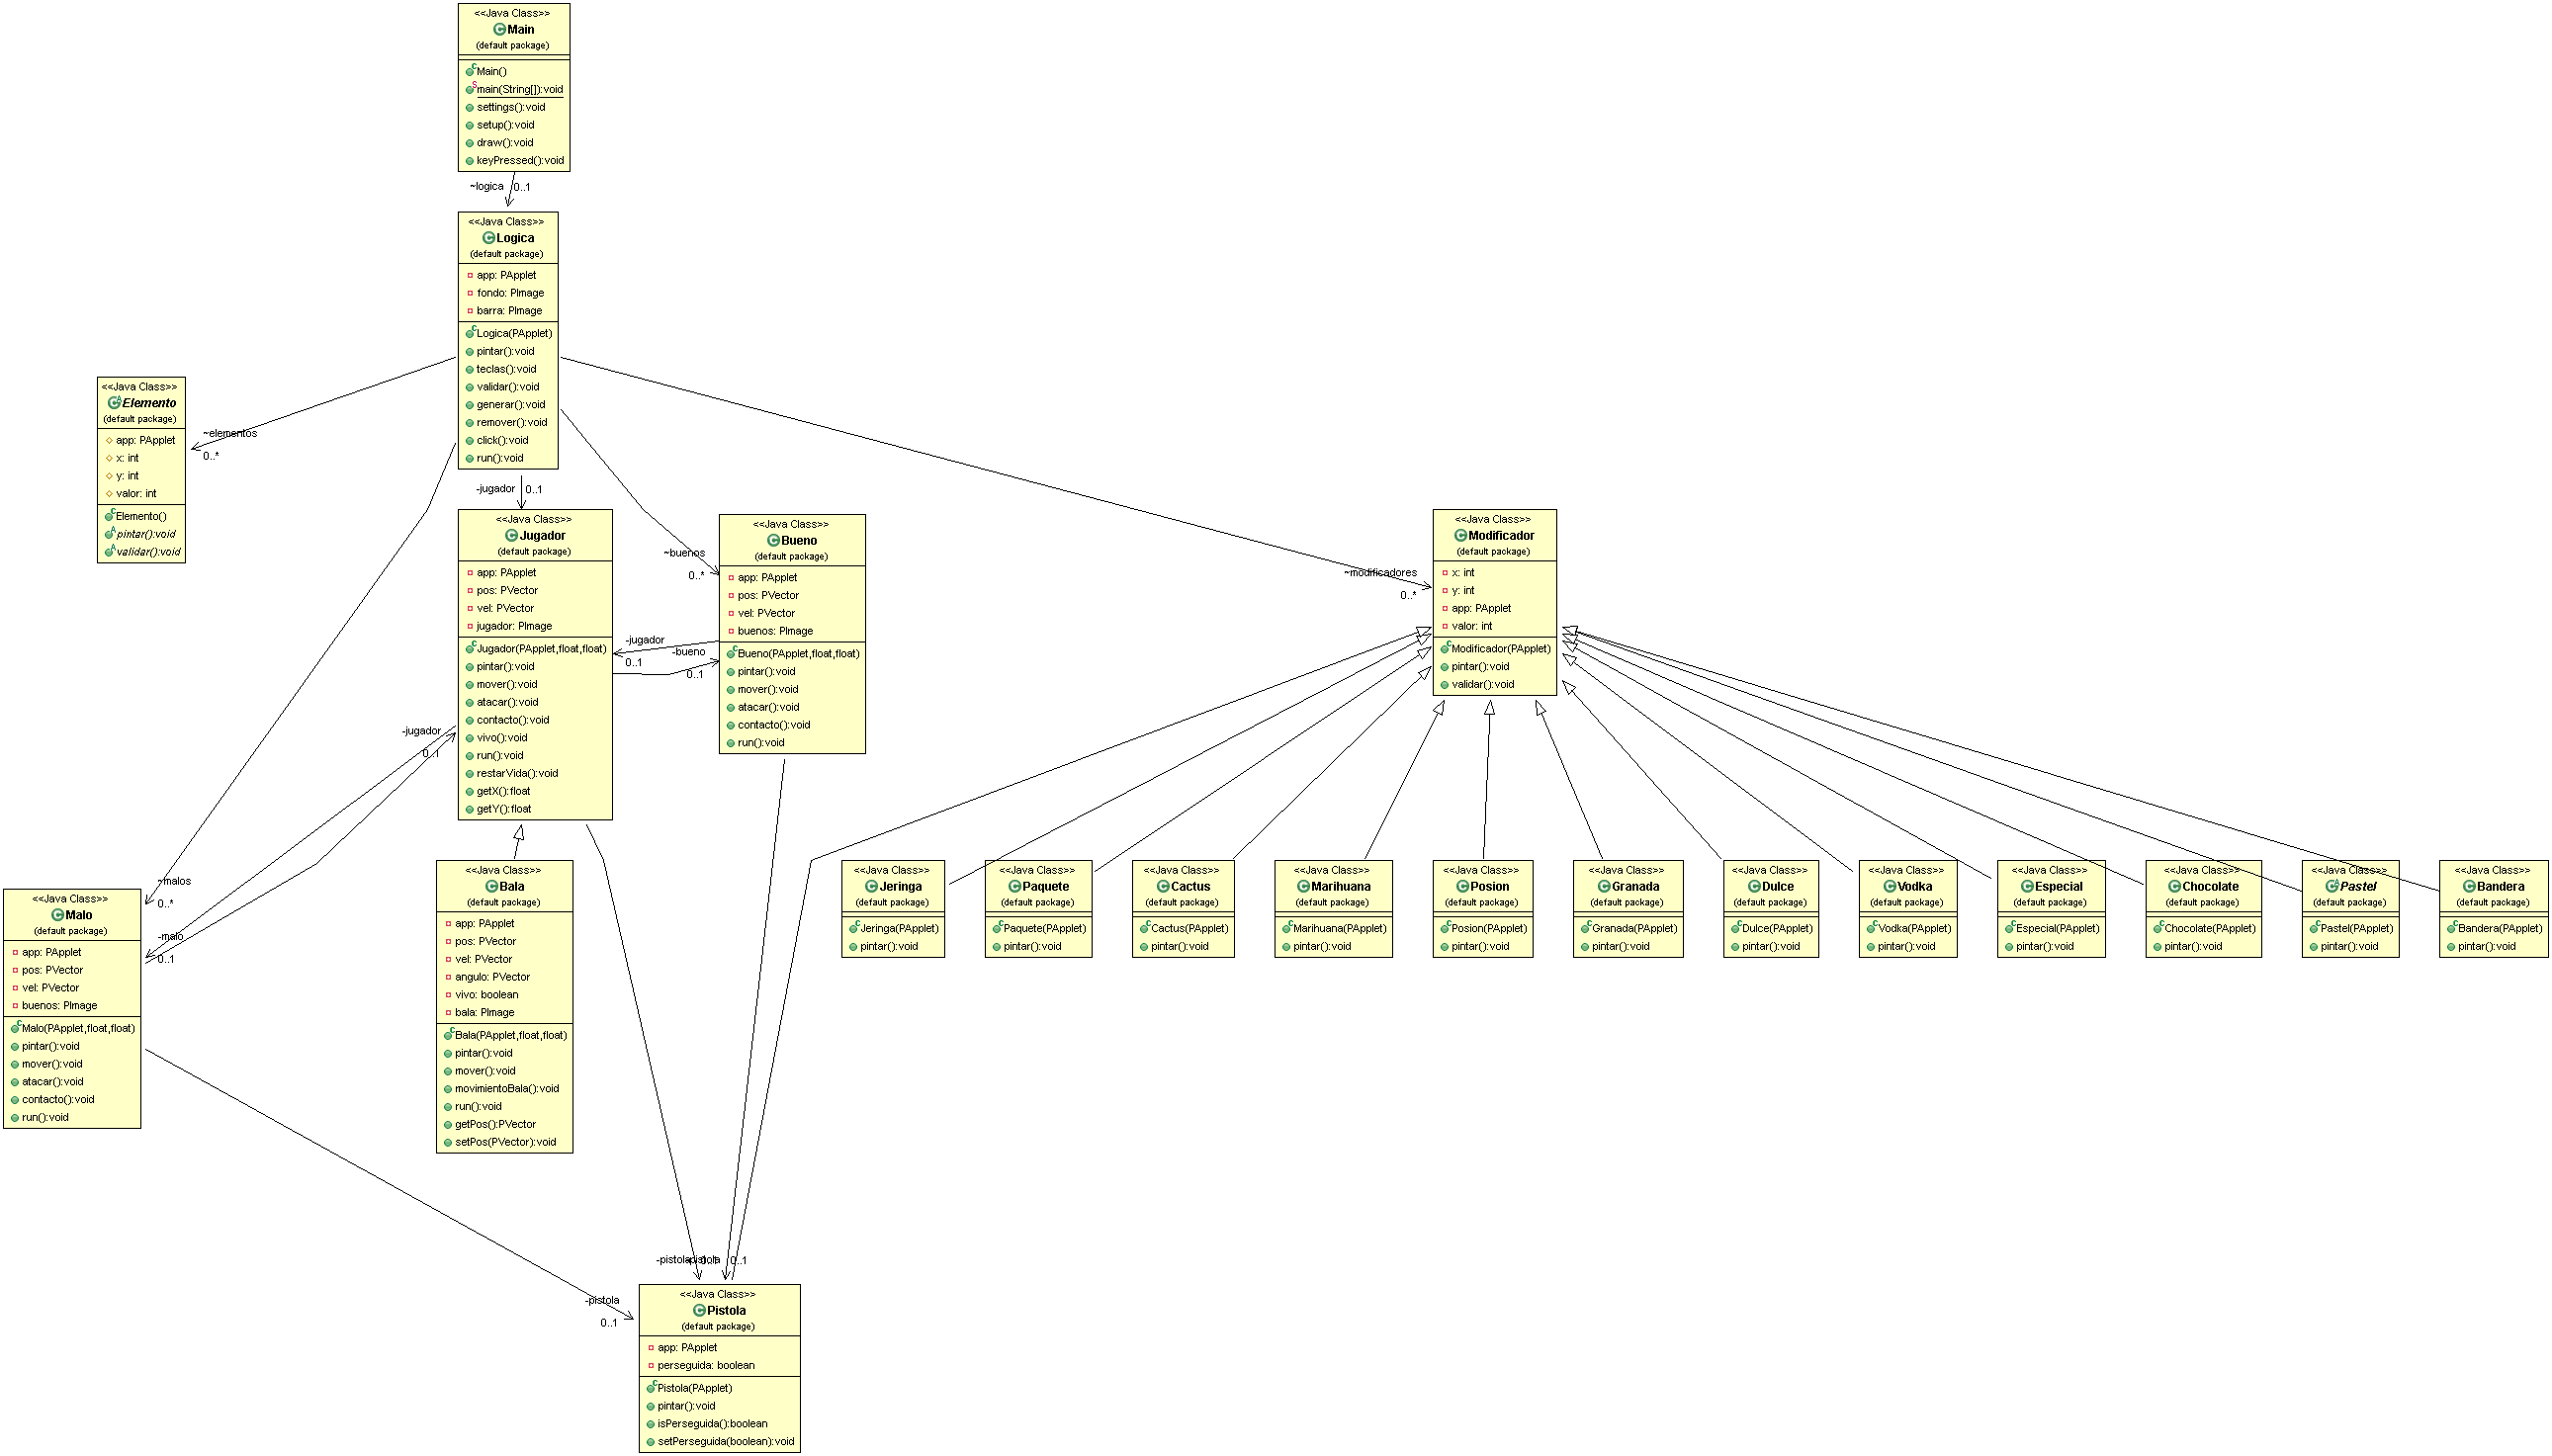 <<Java Class>>
Main
(default package)
Main()
main(String[]):void
settings():void
setup():void
draw():void
keyPressed():void
~logica 0..1
<<Java Class>>
Logica
(default package)
app: PApplet
fondo: PImage
barra: PImage
Logica(PApplet)
pintar():void
teclas():void
validar():void
generar():void
remover():void
click():void
run():void
<<Java Class>>
Elemento
(default package)
app: PApplet
x: int
y: int
valor: int
Elemento()
pintar():void
validar():void
~elementos
0..*
-jugador 0..1
<<Java Class>>
Jugador
(default package)
app: PApplet
pos: PVector
vel: PVector
jugador: PImage
Jugador(PApplet,float,float)
pintar():void
mover():void
atacar():void
contacto():void
vivo():void
run():void
restarVida():void
getX():float
getY():float
~buenos
0..*
<<Java Class>>
Bueno
(default package)
app: PApplet
pos: PVector
vel: PVector
buenos: PImage
Bueno(PApplet,float,float)
pintar():void
mover():void
atacar():void
contacto():void
run():void
-jugador
0..1
-bueno
0..1
~modificadores
0..*
<<Java Class>>
Modificador
(default package)
x: int
y: int
app: PApplet
valor: int
Modificador(PApplet)
pintar():void
validar():void
-jugador
0..1
~malos
0..*
-malo
0..1
<<Java Class>>
Malo
(default package)
app: PApplet
pos: PVector
vel: PVector
buenos: PImage
Malo(PApplet,float,float)
pintar():void
mover():void
atacar():void
contacto():void
run():void
<<Java Class>>
Bala
(default package)
app: PApplet
pos: PVector
vel: PVector
angulo: PVector
vivo: boolean
bala: PImage
Bala(PApplet,float,float)
pintar():void
mover():void
movimientoBala():void
run():void
getPos():PVector
setPos(PVector):void
<<Java Class>>
Jeringa
(default package)
Jeringa(PApplet)
pintar():void
<<Java Class>>
Paquete
(default package)
Paquete(PApplet)
pintar():void
<<Java Class>>
Cactus
(default package)
Cactus(PApplet)
pintar():void
<<Java Class>>
Marihuana
(default package)
Marihuana(PApplet)
pintar():void
<<Java Class>>
Posion
(default package)
Posion(PApplet)
pintar():void
<<Java Class>>
Granada
(default package)
Granada(PApplet)
pintar():void
<<Java Class>>
Dulce
(default package)
Dulce(PApplet)
pintar():void
<<Java Class>>
Vodka
(default package)
Vodka(PApplet)
pintar():void
<<Java Class>>
Especial
(default package)
Especial(PApplet)
pintar():void
<<Java Class>>
Chocolate
(default package)
Chocolate(PApplet)
pintar():void
<<Java Class>>
Pastel
(default package)
Pastel(PApplet)
pintar():void
<<Java Class>>
Bandera
(default package)
Bandera(PApplet)
pintar():void
-pistola
0..1
-pistola 0..1
-pistola
0..1
<<Java Class>>
Pistola
(default package)
app: PApplet
perseguida: boolean
Pistola(PApplet)
pintar():void
isPerseguida():boolean
setPerseguida(boolean):void